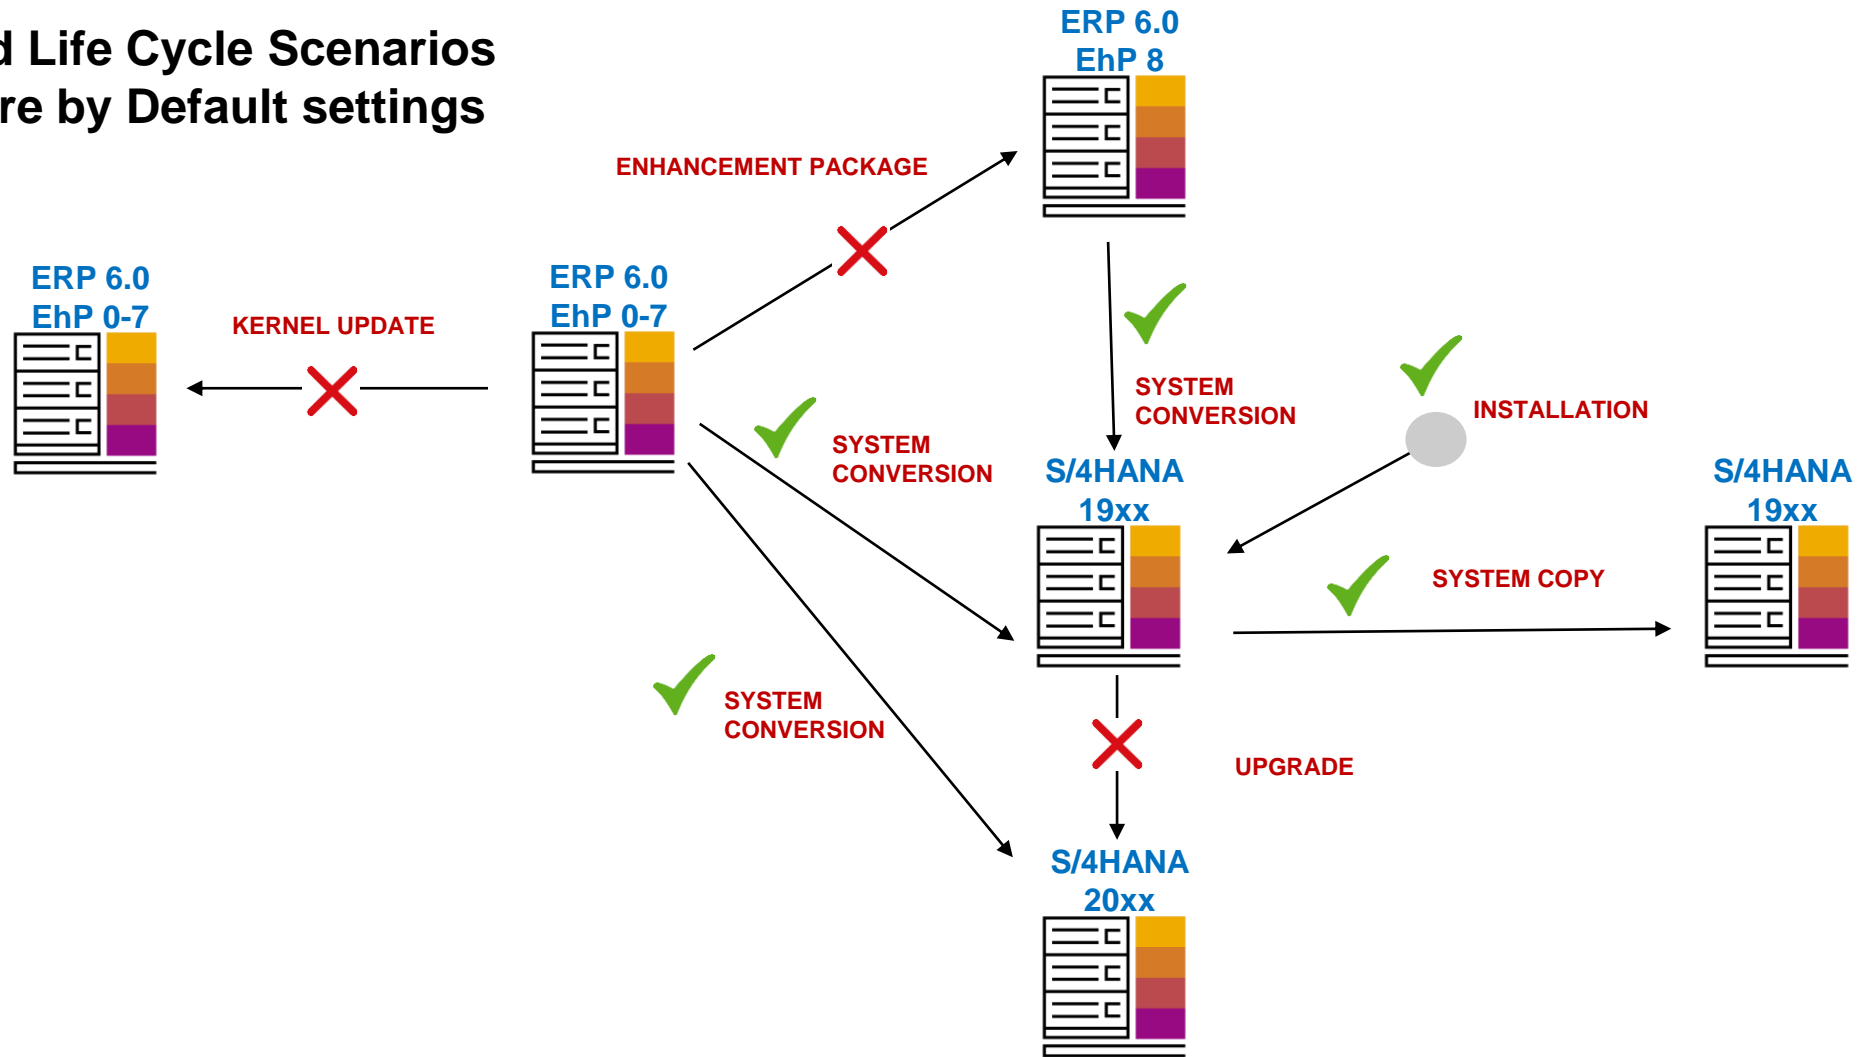 Life Cycle Scenarios
by Default settings
ERP 6.0
EhP 8
ENHANCEMENT PACKAGE
ERP 6.0
EhP 0-7
KERNEL UPDATE
ERP 6.0
EhP 0-7
SYSTEM
CONVERSION
INSTALLATION
SYSTEM
CONVERSION
S/4HANA
19xx
S/4HANA
19xx
SYSTEM COPY
SYSTEM
CONVERSION
UPGRADE
S/4HANA
20xx